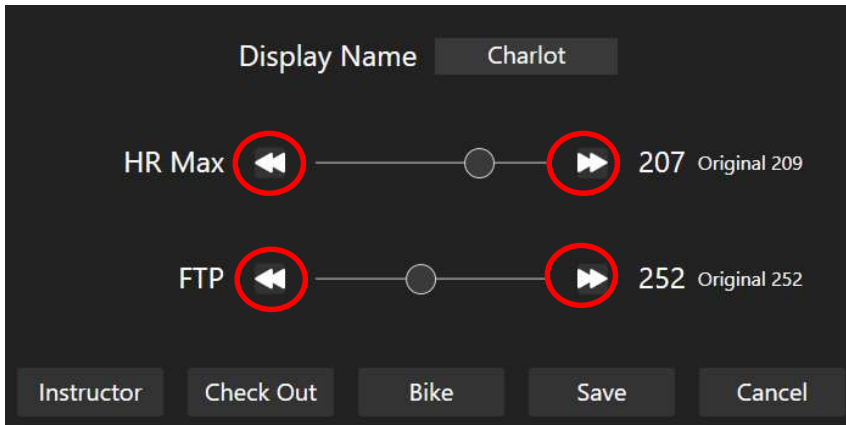 Display Name Charlot
HR Max 207 Original 209
FTP 252 Original 252
Instructor Check Out Bike Save Cancel